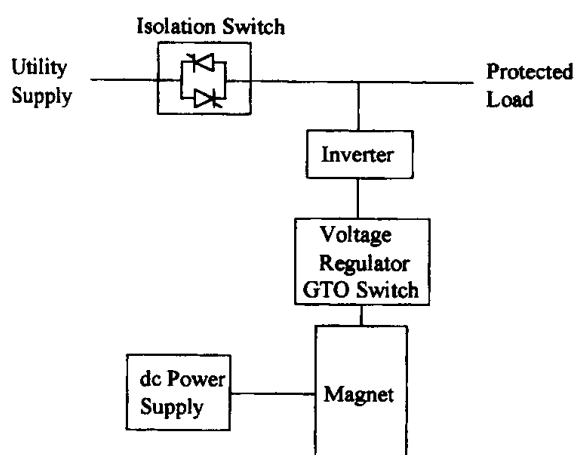 Isolation Switch
Utility
Supply
Protected
Load
Inverter
Voltage
Regulator
GTO Switch
dc Power
Supply
Magnet